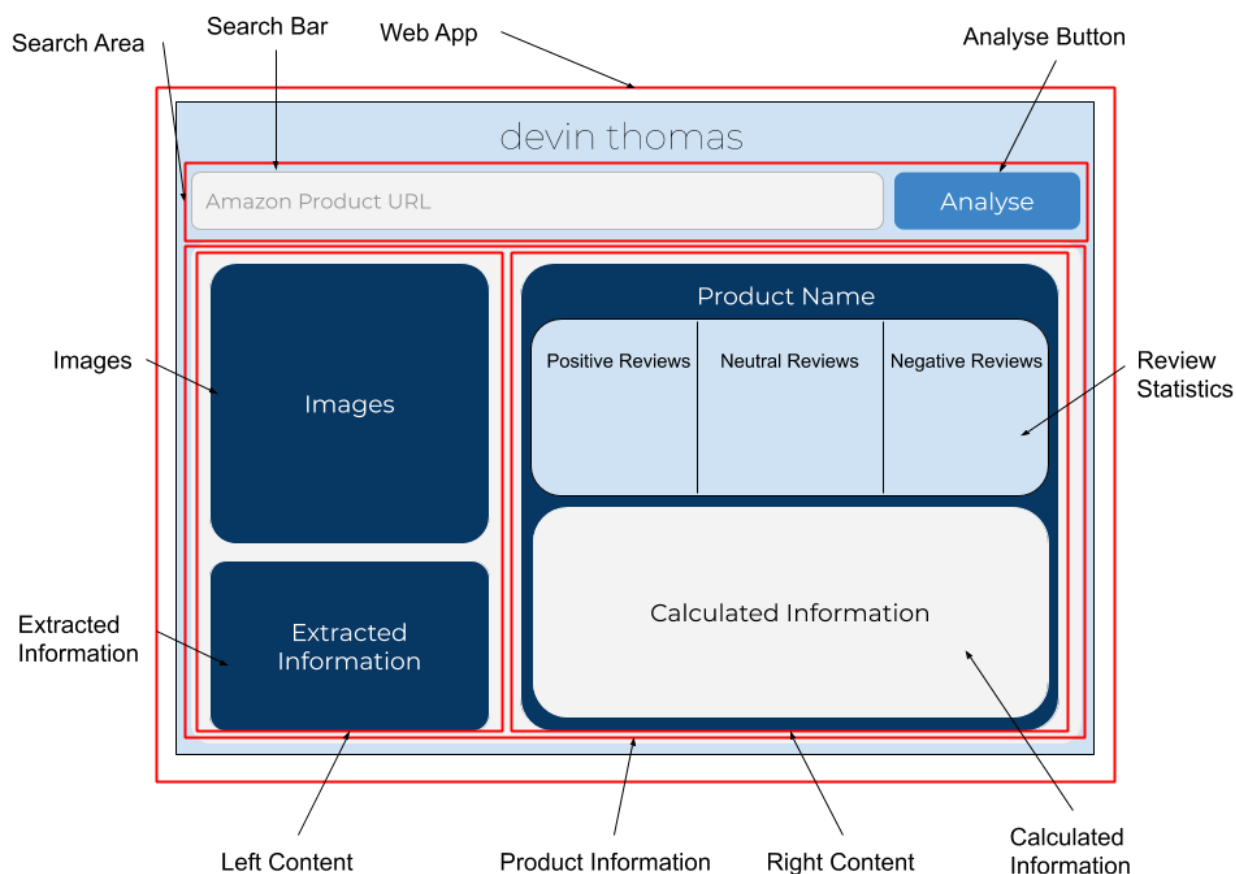 Search Area
Search Bar
Web App
Analyse Button
devin thomas
Amazon Product URL
Analyse
Images
Images
Product Name
Positive Reviews
Neutral Reviews
Negative Reviews
Review
Statistics
Extracted
Information
Extracted
Information
Calculated Information
Left Content
Product Information
Right Content
Calculated
Information